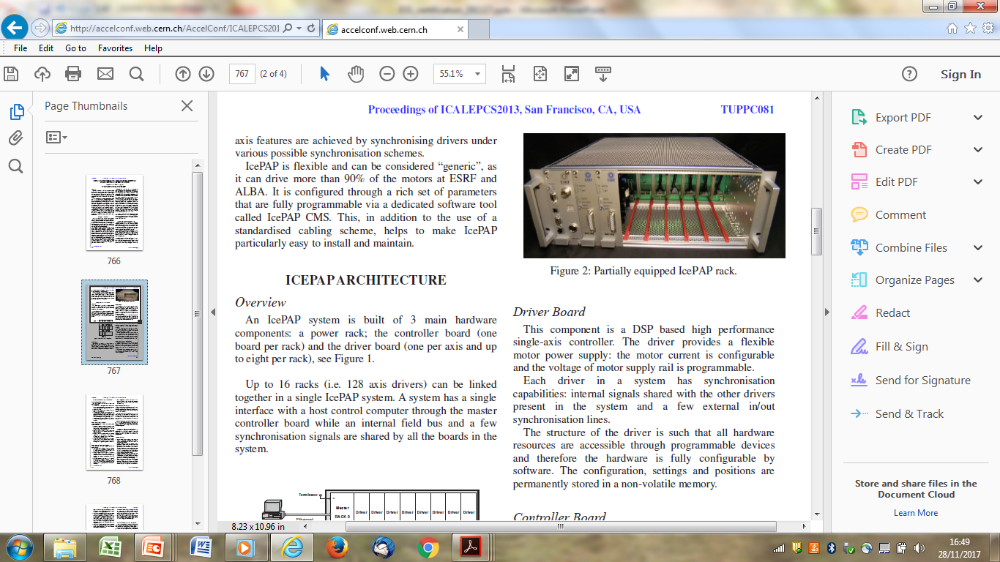 http://accelconf.web.cern.ch/AccelConf/ICALEPCS201
accelconf.web.cern.ch
File Edit Go to Favorites Help
767 (2 of 4) 55.1% Sign In
Page Thumbnails
766
767
768
Proceedings of ICALEPCS2013, San Francisco, CA, USA TUPPC081
axis features are achieved by synchronising drivers under
various possible synchronisation schemes.
IcePAP is flexible and can be considered “generic”, as
it can drive more than 90% of the motors at ESRF and
ALBA. It is configured through a rich set of parameters
that are fully programmable via a dedicated software tool
called IcePAP CMS. This, in addition to the use of a
standardised cabling scheme, helps to make IcePAP
particularly easy to install and maintain.
ICEPAP ARCHITECTURE
Overview
An IcePAP system is built of 3 main hardware
components: a power rack; the controller board (one
board per rack) and the driver board (one per axis and up
to eight per rack), see Figure 1.
Up to 16 racks (i.e. 128 axis drivers) can be linked
together in a single IcePAP system. A system has a single
interface with a host control computer through the master
controller board while an internal field bus and a few
synchronisation signals are shared by all the boards in the
system.
Terminator
Master
RACK 0
Driver Driver Driver Driver Driver Driver Driver Driver
Ethernet
Figure 2: Partially equipped IcePAP rack.
Driver Board
This component is a DSP based high performance
single-axis controller. The driver provides a flexible
motor power supply: the motor current is configurable
and the voltage of motor supply rail is programmable.
Each driver in a system has synchronisation
capabilities: internal signals shared with the other drivers
present in the system and a few external in/out
synchronisation lines.
The structure of the driver is such that all hardware
resources are accessible through programmable devices
and therefore the hardware is fully configurable by
software. The configuration, settings and positions are
permanently stored in a non-volatile memory.
Controller Board
8.23 x 10.96 in
Export PDF
Create PDF
Edit PDF
Comment
Combine Files
Organize Pages
Redact
Fill & Sign
Send for Signature
Send & Track
Store and share files in the
Document Cloud
Learn More
16:49
28/11/2017